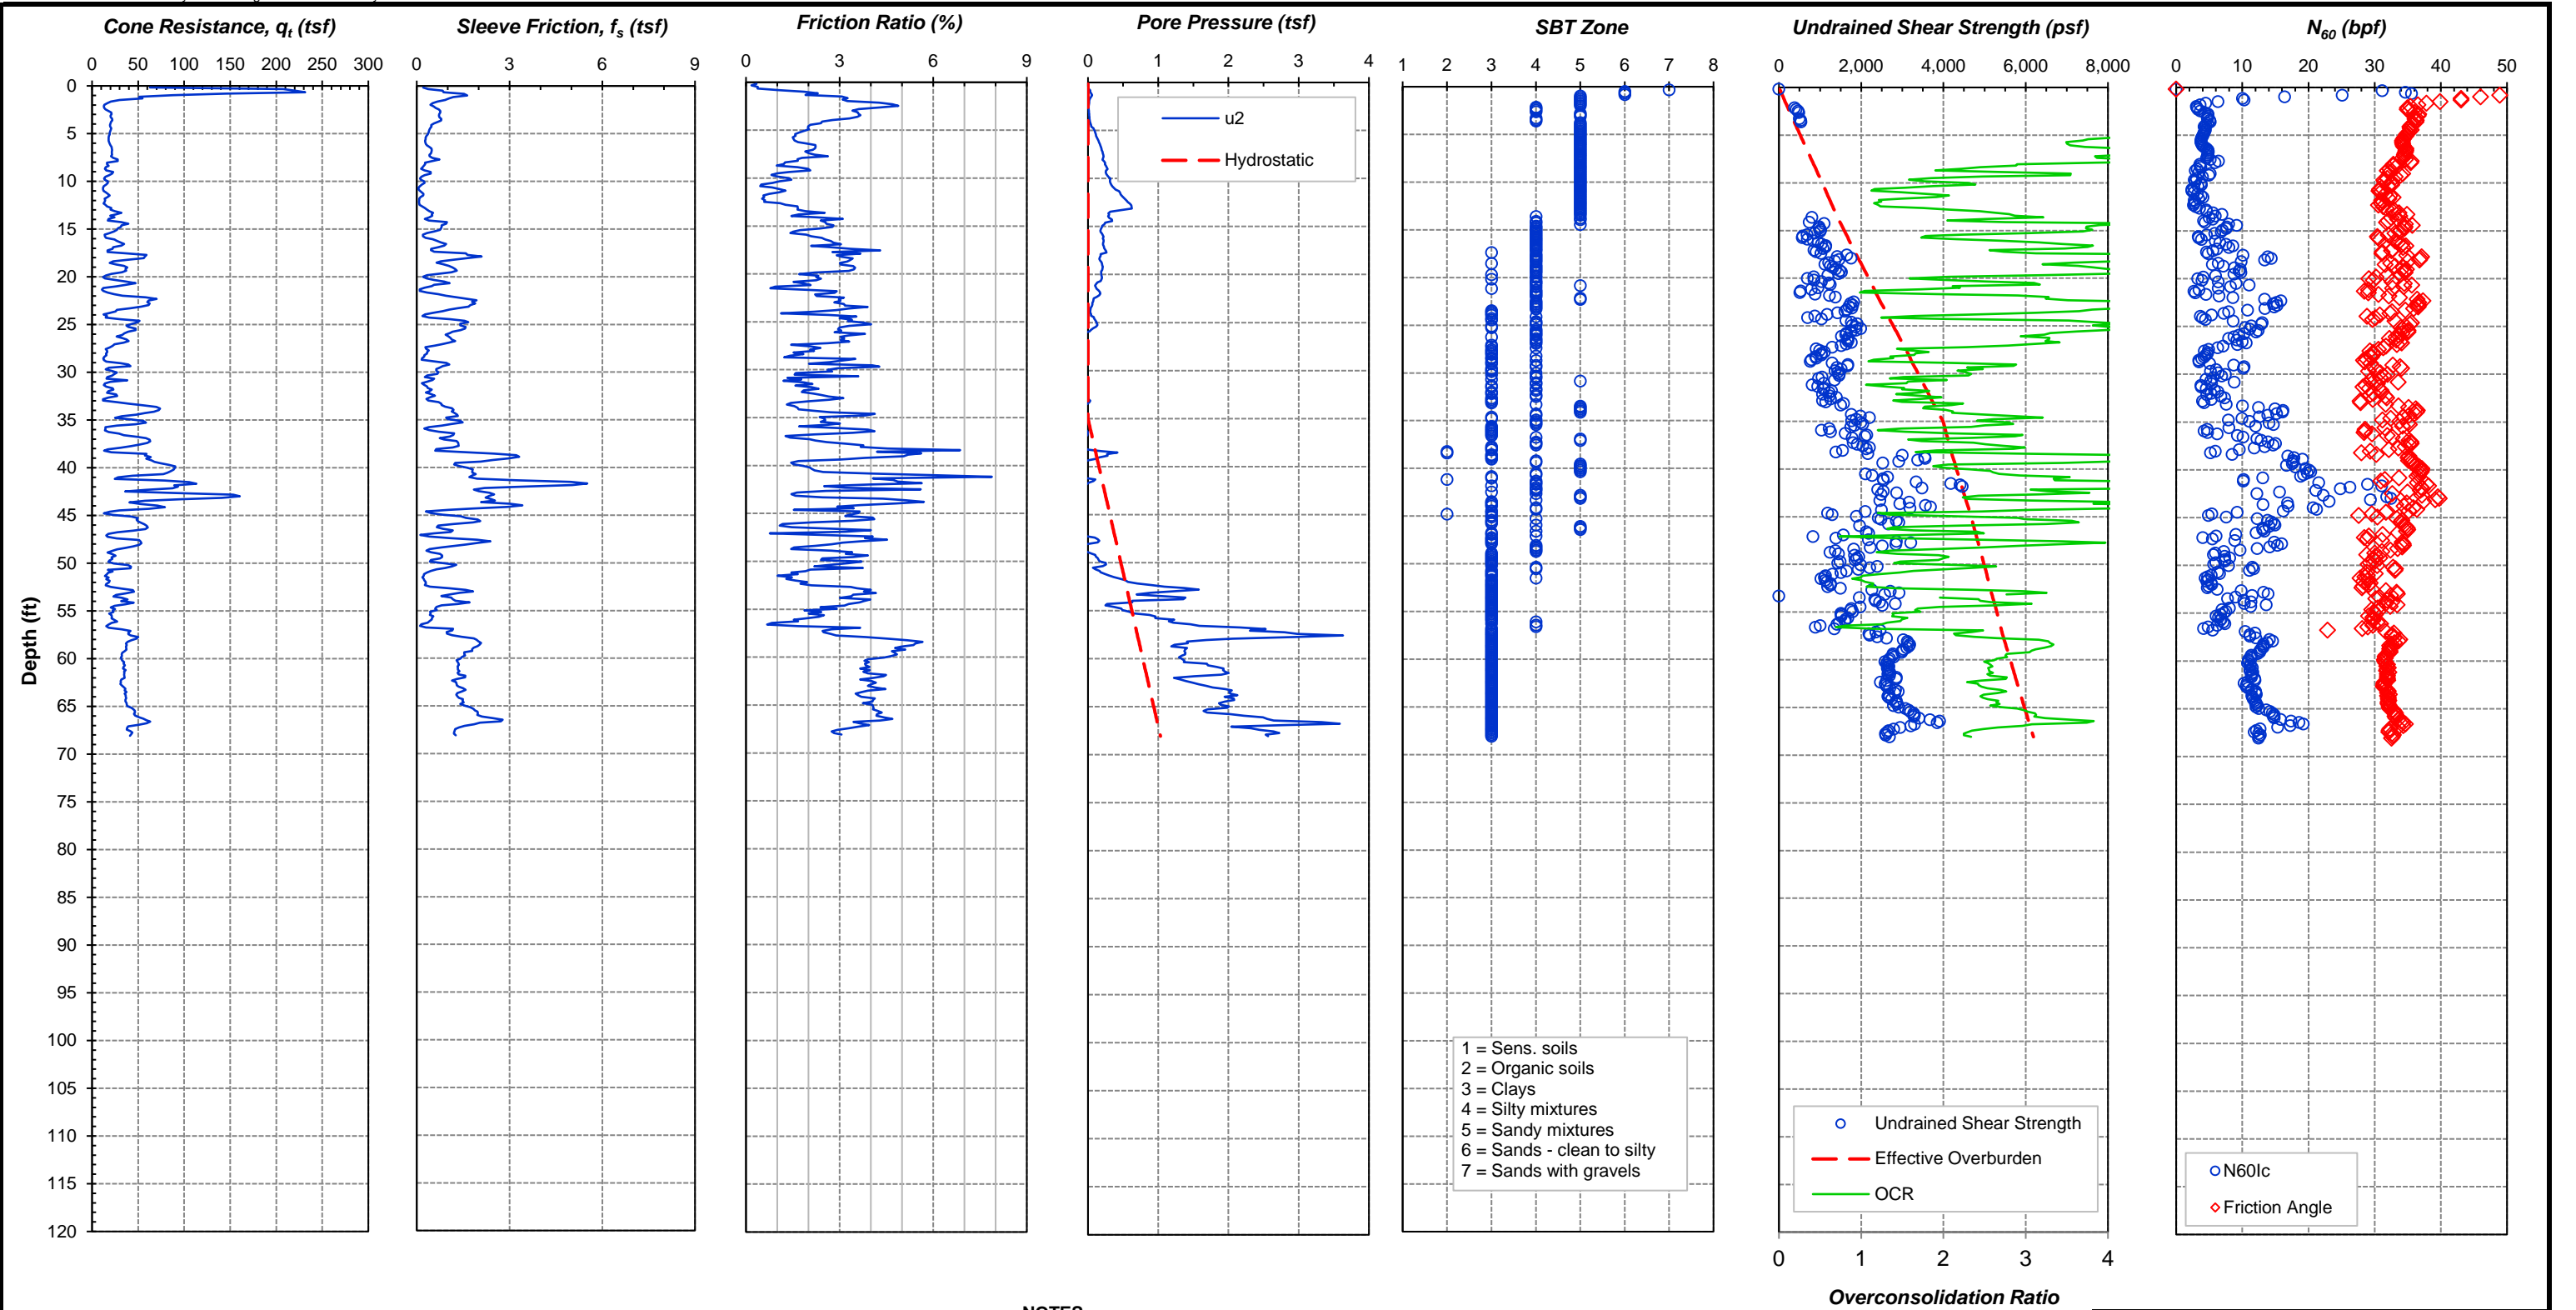 Cone Resistance, qt (tsf)
Sleeve Friction, fs (tsf)
Friction Ratio (%)
Pore Pressure (tsf)
SBT Zone
Undrained Shear Strength (psf)
N60 (bpf)
0 50 100 150 200 250 300
0 3 6 9
0 3 6 9
0 1 2 3 4
1 2 3 4 5 6 7 8
0 2,000 4,000 6,000 8,000
0 10 20 30 40 50
Depth (ft)
0
5
10
15
20
25
30
35
40
45
50
55
60
65
70
75
80
85
90
95
100
105
110
115
120
u2
Hydrostatic
1 = Sens. soils
2 = Organic soils
3 = Clays
4 = Silty mixtures
5 = Sandy mixtures
6 = Sands - clean to silty
7 = Sands with gravels
Undrained Shear Strength
Effective Overburden
OCR
N60Ic
Friction Angle
0 1 2 3 4
Overconsolidation Ratio
NOTES